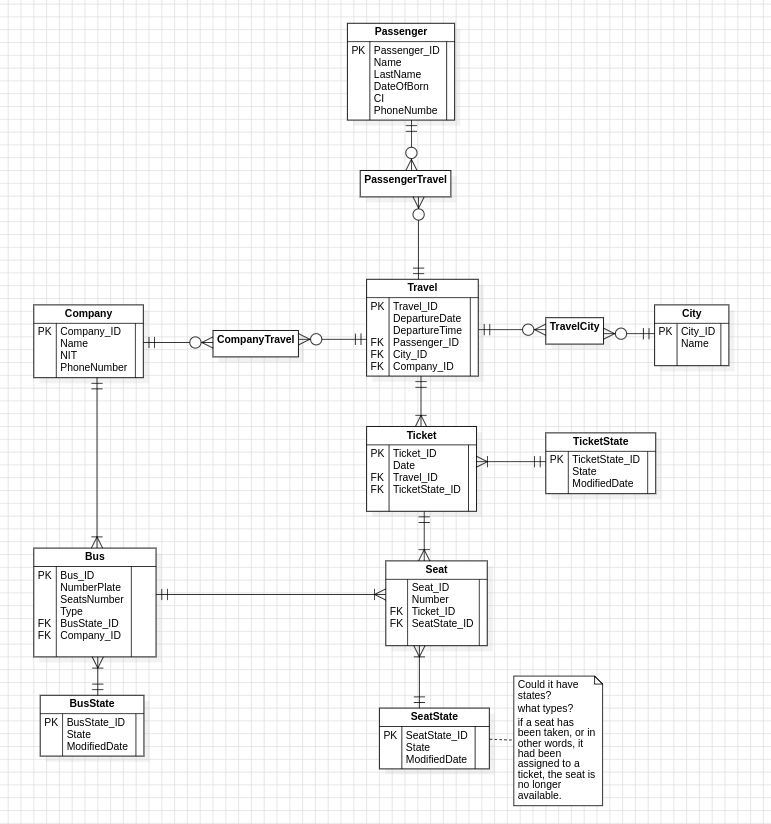 Passenger
PK Passenger_ID
Name
LastName
DateOfBorn
CI
PhoneNumbe
PassengerTravel
Travel
PK Travel_ID
DepartureDate
DepartureTime
FK Passenger_ID
FK City_ID
FK Company_ID
Company
PK Company_ID
Name
NIT
PhoneNumber
CompanyTravel
TravelCity
City
PK City_ID
Name
Ticket
PK Ticket_ID
Date
FK Travel_ID
FK TicketState_ID
TicketState
PK TicketState_ID
State
ModifiedDate
Bus
PK Bus_ID
NumberPlate
SeatsNumber
Type
FK BusState_ID
FK Company_ID
Seat
Seat_ID
Number
FK Ticket_ID
FK SeatState_ID
BusState
PK BusState_ID
State
ModifiedDate
SeatState
PK SeatState_ID
State
ModifiedDate
Could it have
states?
what types?
if a seat has
been taken, or in
other words, it
had been
assigned to a
ticket, the seat is
no longer
available.